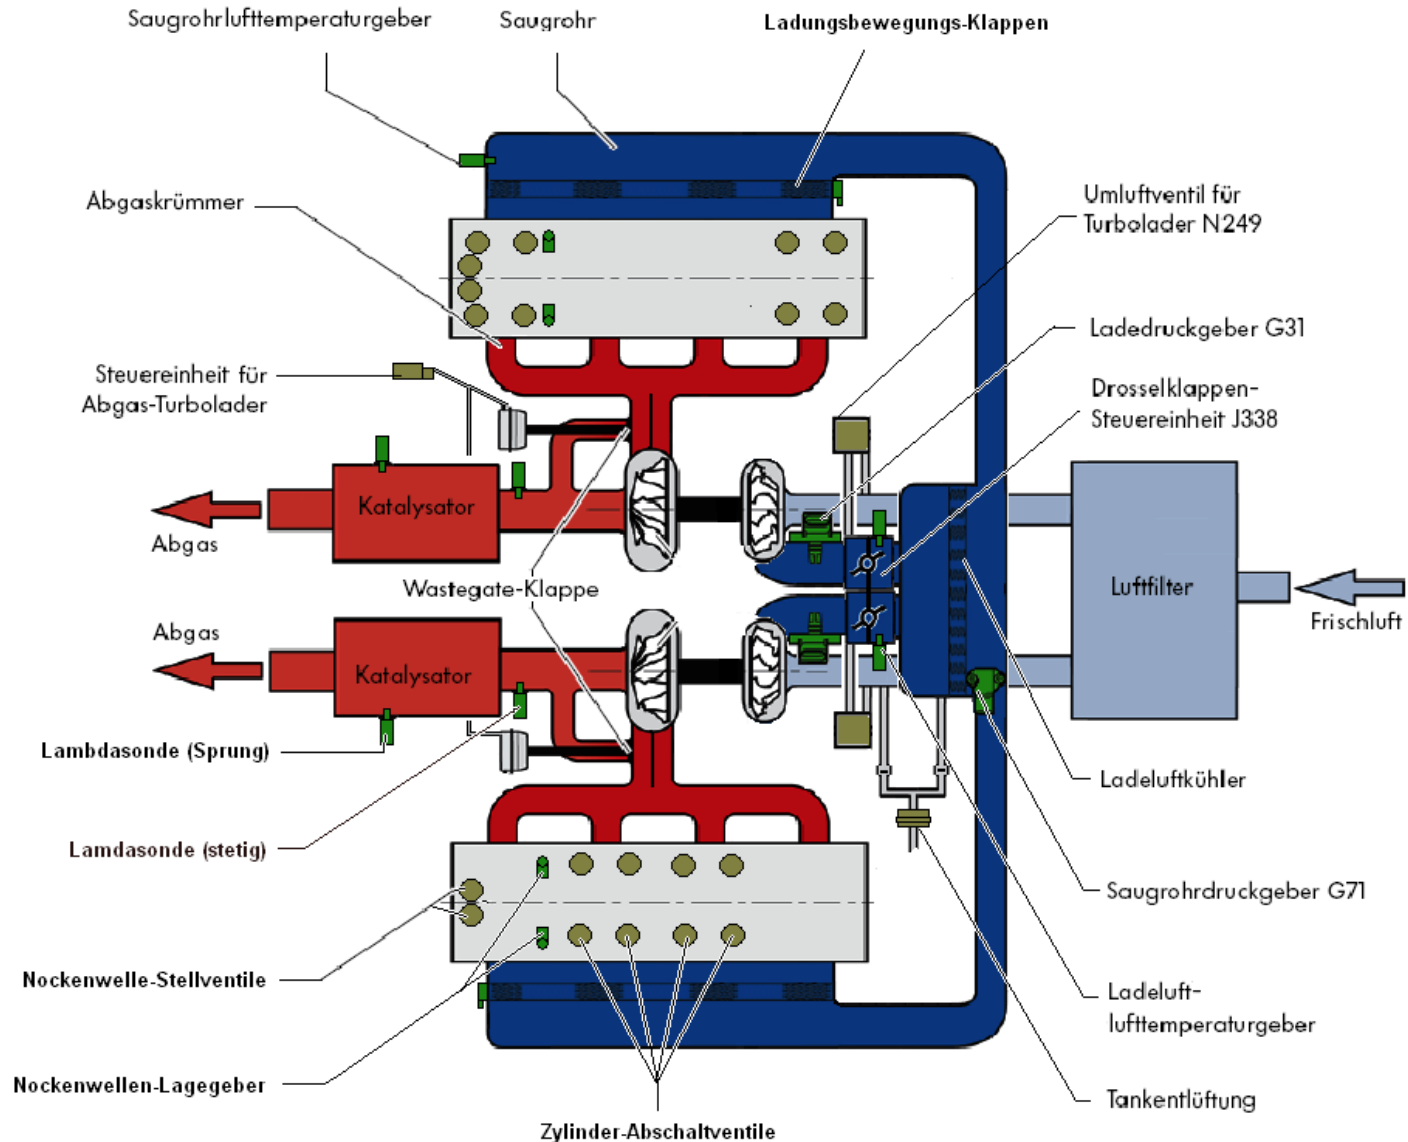 Saugrohrlufttemperaturgeber
Saugrohr
Ladungsbewegungs-Klappen
Abgaskrümmer
Umluftventil für
Turbolader N249
Ladedruckgeber G31
Steuereinheit für
Abgas-Turbolader
Drosselklappen-
Steuereinheit J338
Katalysator
Abgas
Wastegate-Klappe
Luftfilter
Frischluft
Abgas
Katalysator
Lambdasonde (Sprung)
Ladeluftkühler
Lamdasonde (stetig)
Saugrohrdruckgeber G71
Nockenwelle-Stellventile
Ladeluft-
lufttemperaturgeber
Nockenwellen-Lagegeber
Tankentlüftung
Zylinder-Abschaltventile